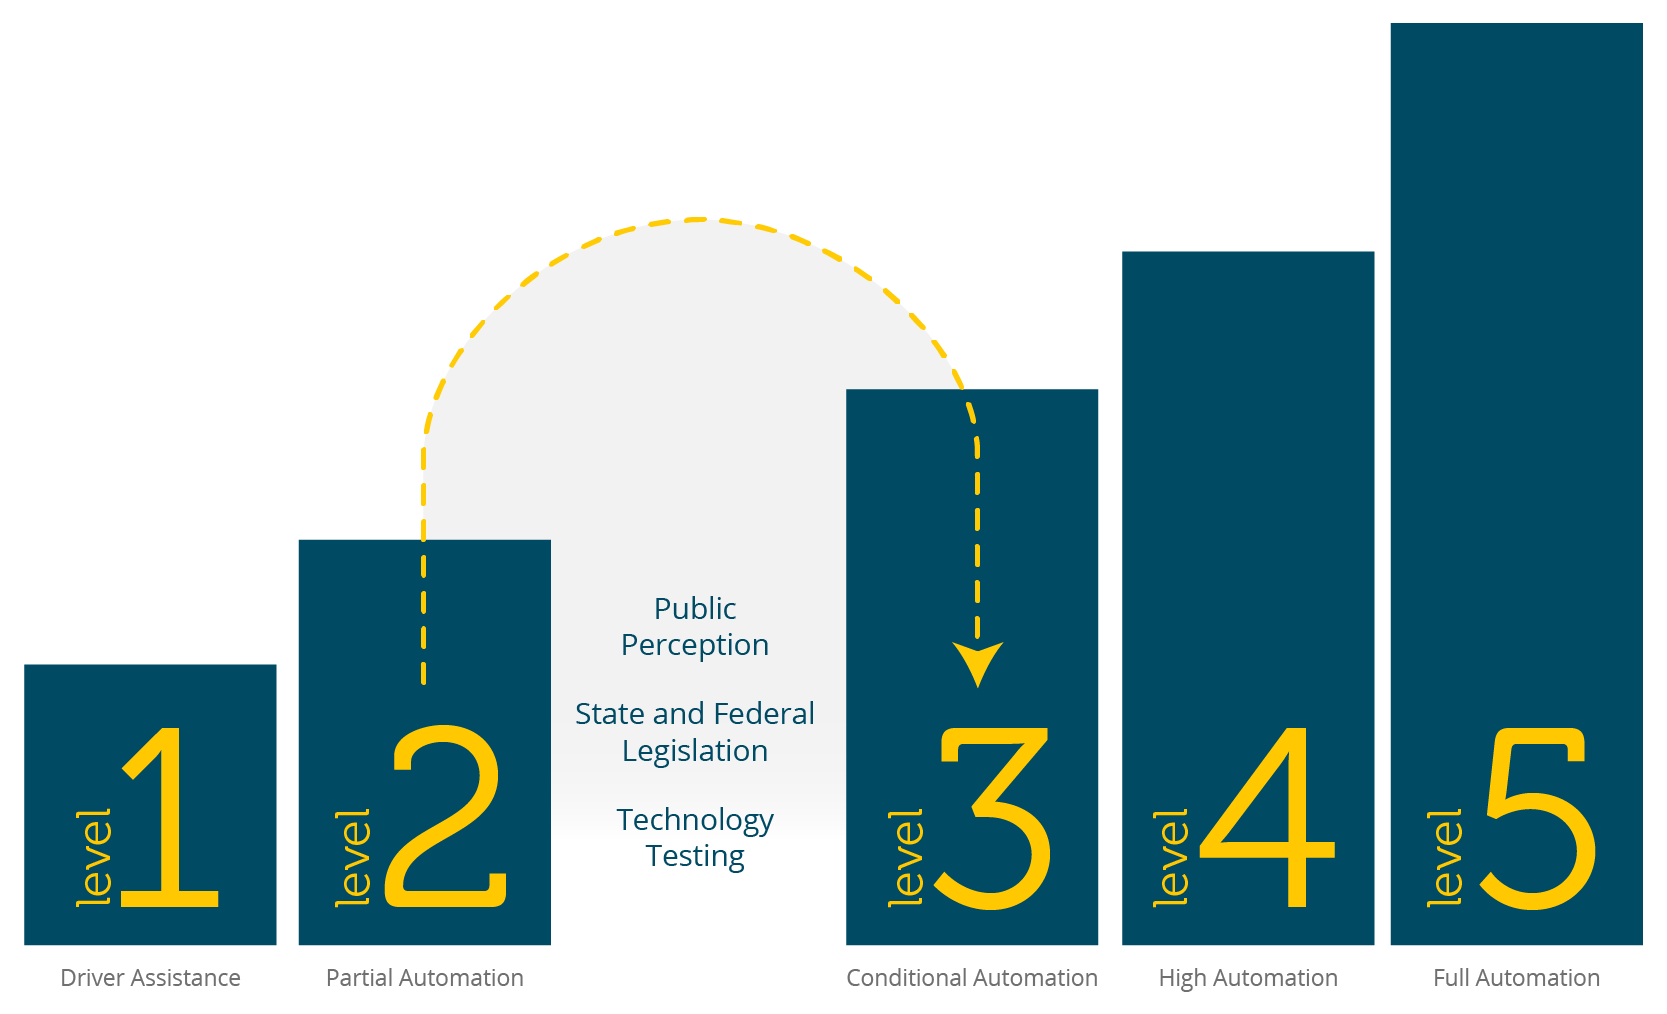 level 1
level 2
Public
Perception
State and Federal
Legislation
Technology
Testing
level 3
level 4
level 5
Driver Assistance
Partial Automation
Conditional Automation
High Automation
Full Automation